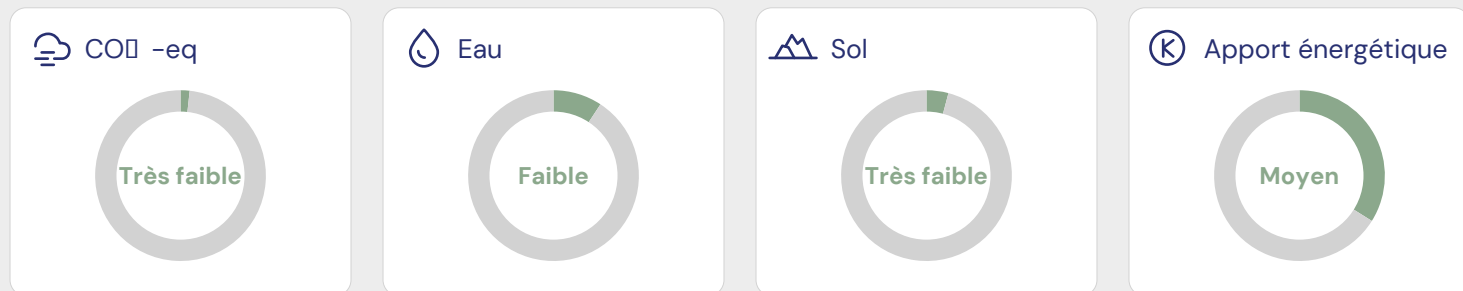 CO▯ -eq
Très faible
Eau
Faible
Sol
Très faible
Apport énergétique
Moyen